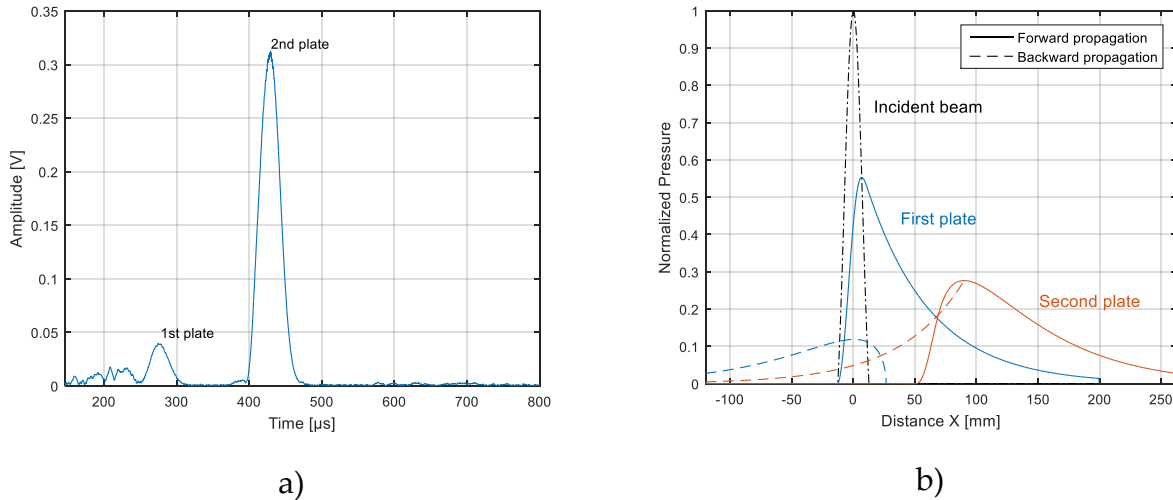 0.35
0.3
0.25
0.2
0.15
0.1
0.05
0
Amplitude [V]
2nd plate
1st plate
200
300
400
500
600
700
800
Time [µs]
a)
1
0.9
0.8
0.7
0.6
0.5
0.4
0.3
0.2
0.1
0
Normalized Pressure
Forward propagation
Backward propagation
Incident beam
First plate
Second plate
-100
-50
0
50
100
150
200
250
Distance X [mm]
b)